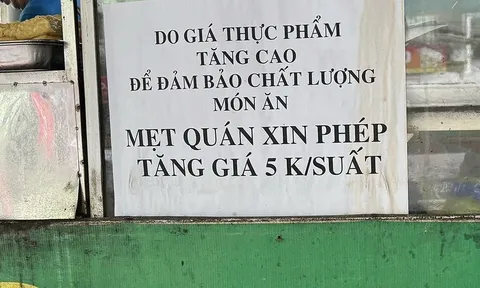 DO GIÁ THỰC PHẨM
TĂNG CAO
ĐỂ ĐẢM BẢO CHẤT LƯỢNG
MÓN ĂN
MẸT QUÁN XIN PHÉP
TĂNG GIÁ 5 K/SUẤT